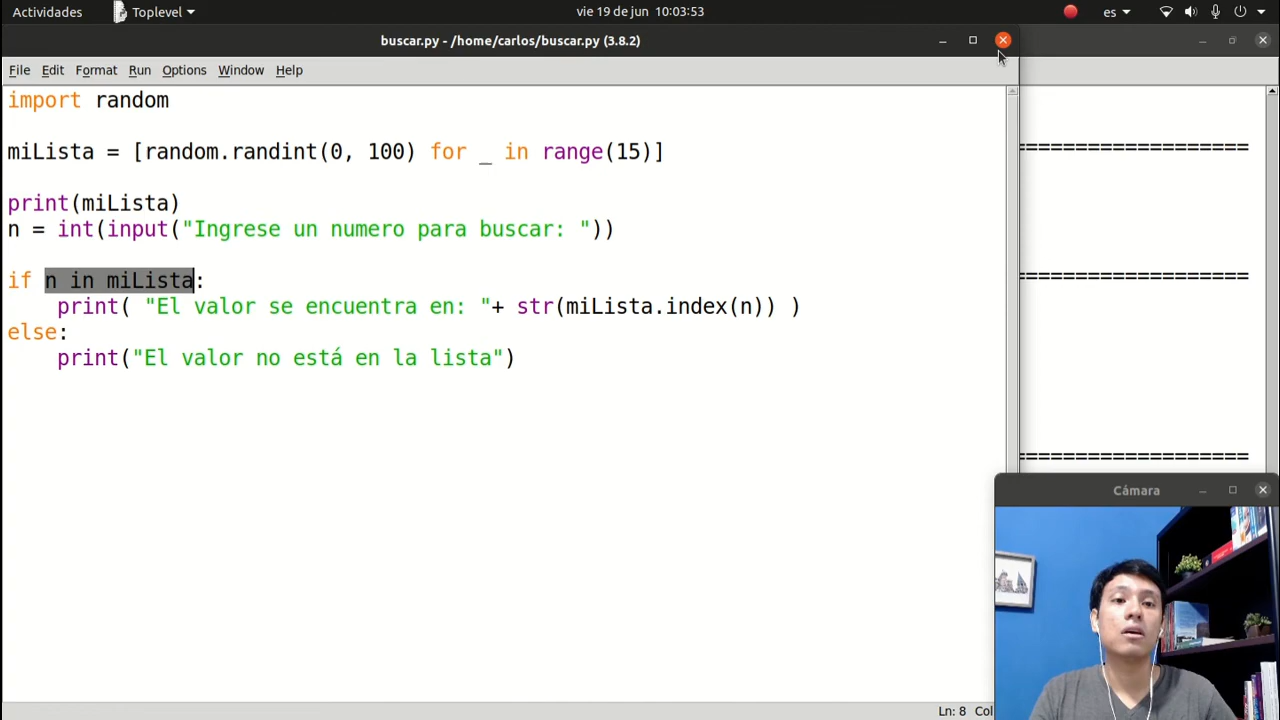 Actividades
Toplevel
vie 19 de jun 10:03:53
es
buscar.py - /home/carlos/buscar.py (3.8.2)
File Edit Format Run Options Window Help
import random
miLista = [random.randint(0, 100) for _ in range(15)]
=================== 
print(miLista)
n = int(input("Ingrese un numero para buscar: "))
===================
if n in miLista:
print( "El valor se encuentra en: "+ str(miLista.index(n)) )
else:
print("El valor no está en la lista")
===================
Cámara
Ln: 8 Col